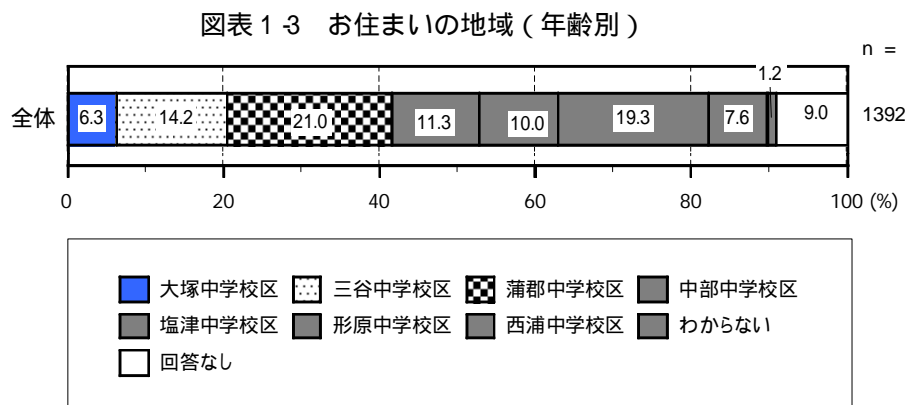 図表1-3 お住まいの地域（年齢別）
n =
1.2
全体 6.3 14.2 21.0 11.3 10.0 19.3 7.6 9.0 1392
0 20 40 60 80 100 (%)
大塚中学校区 三谷中学校区 蒲郡中学校区 中部中学校区
塩津中学校区 形原中学校区 西浦中学校区 わからない
回答なし